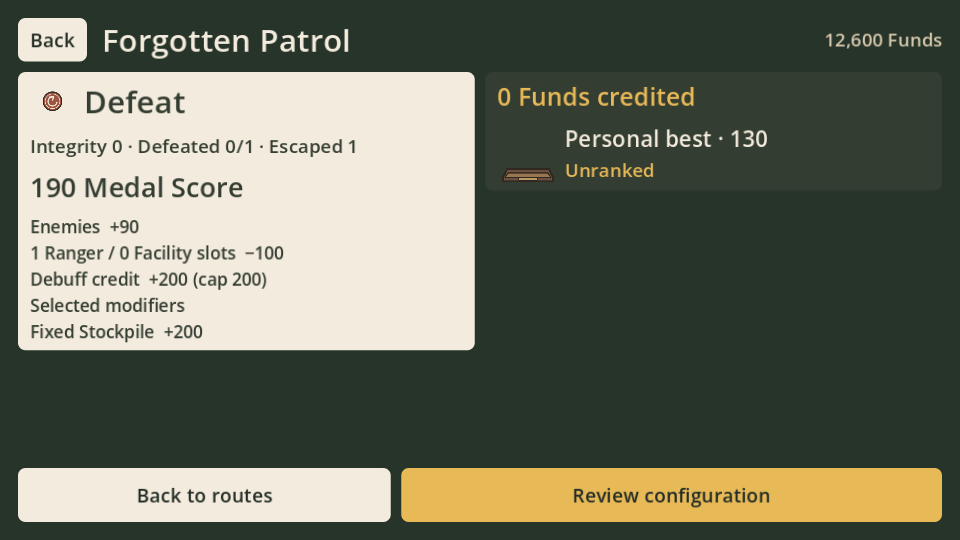 Back
Forgotten Patrol
12,600 Funds
Defeat
Integrity 0 · Defeated 0/1 · Escaped 1
190 Medal Score
Enemies +90
1 Ranger / 0 Facility slots −100
Debuff credit +200 (cap 200)
Selected modifiers
Fixed Stockpile +200
0 Funds credited
Personal best · 130
Unranked
Back to routes
Review configuration